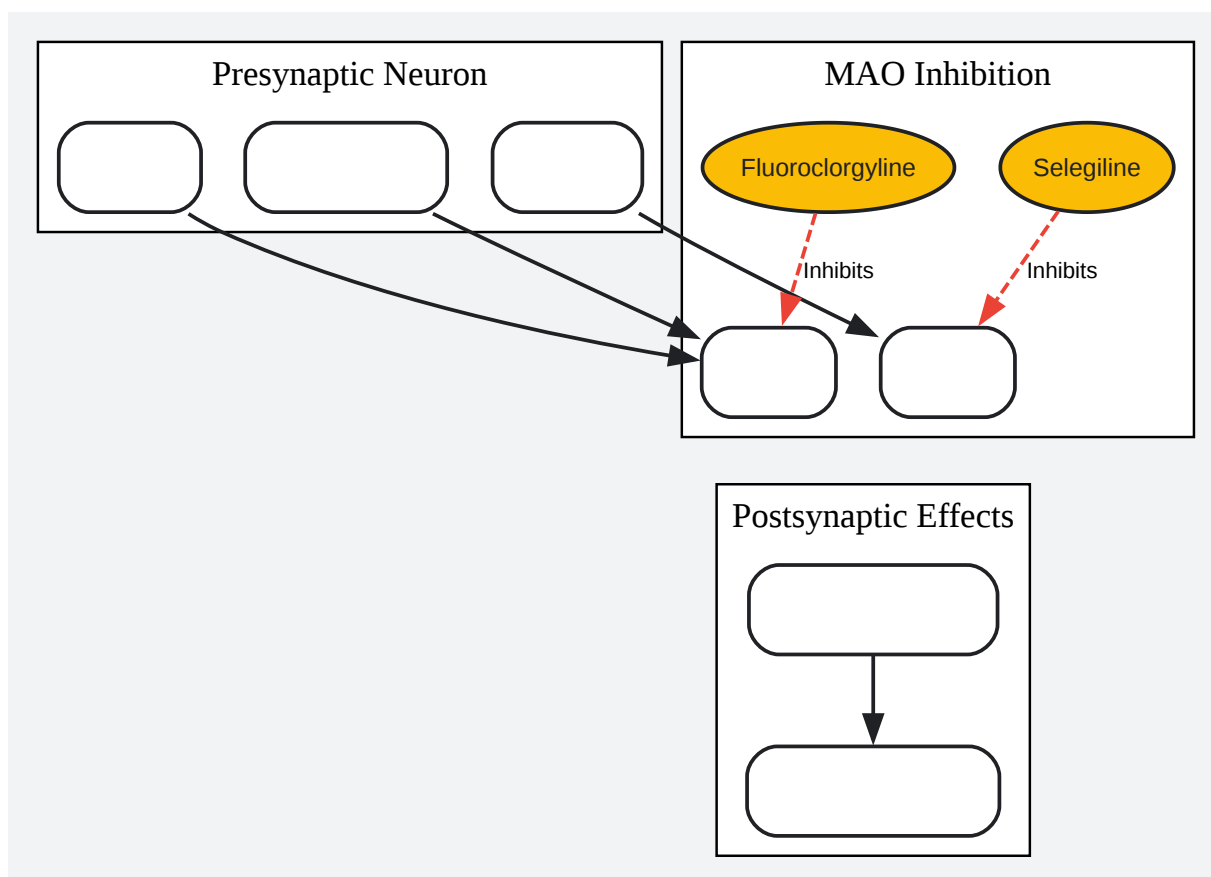 Presynaptic Neuron
MAO Inhibition
Fluoroclorgyline
Selegiline
Inhibits
Inhibits
Postsynaptic Effects